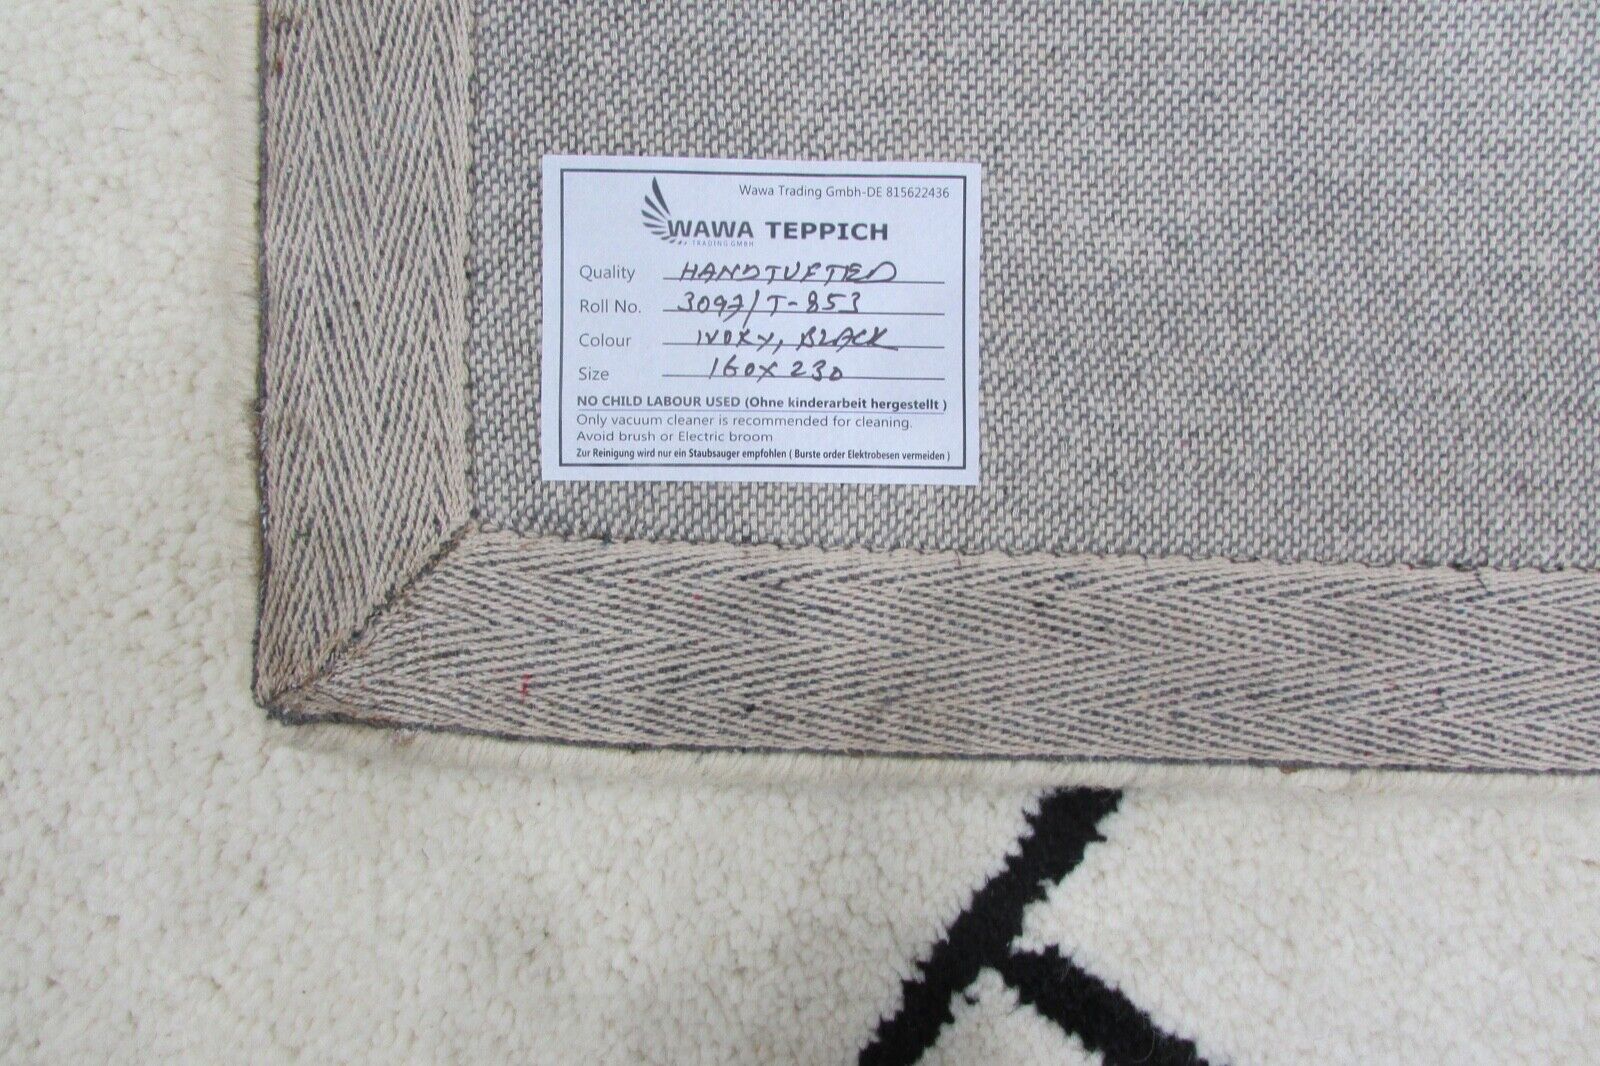 Wawa Trading Gmbh-DE 815622436
WAWA TEPPICH
TRADING GMBH
Quality HANDTUFTED
Roll No. 3097/T-853
Colour IVORY, BLACK
Size 160X230
NO CHILD LABOUR USED (Ohne kinderarbeit hergestellt )
Only vacuum cleaner is recommended for cleaning.
Avoid brush or Electric broom
Zur Reinigung wird nur ein Staubsauger empfohlen ( Burste order Elektrobesen vermeiden )